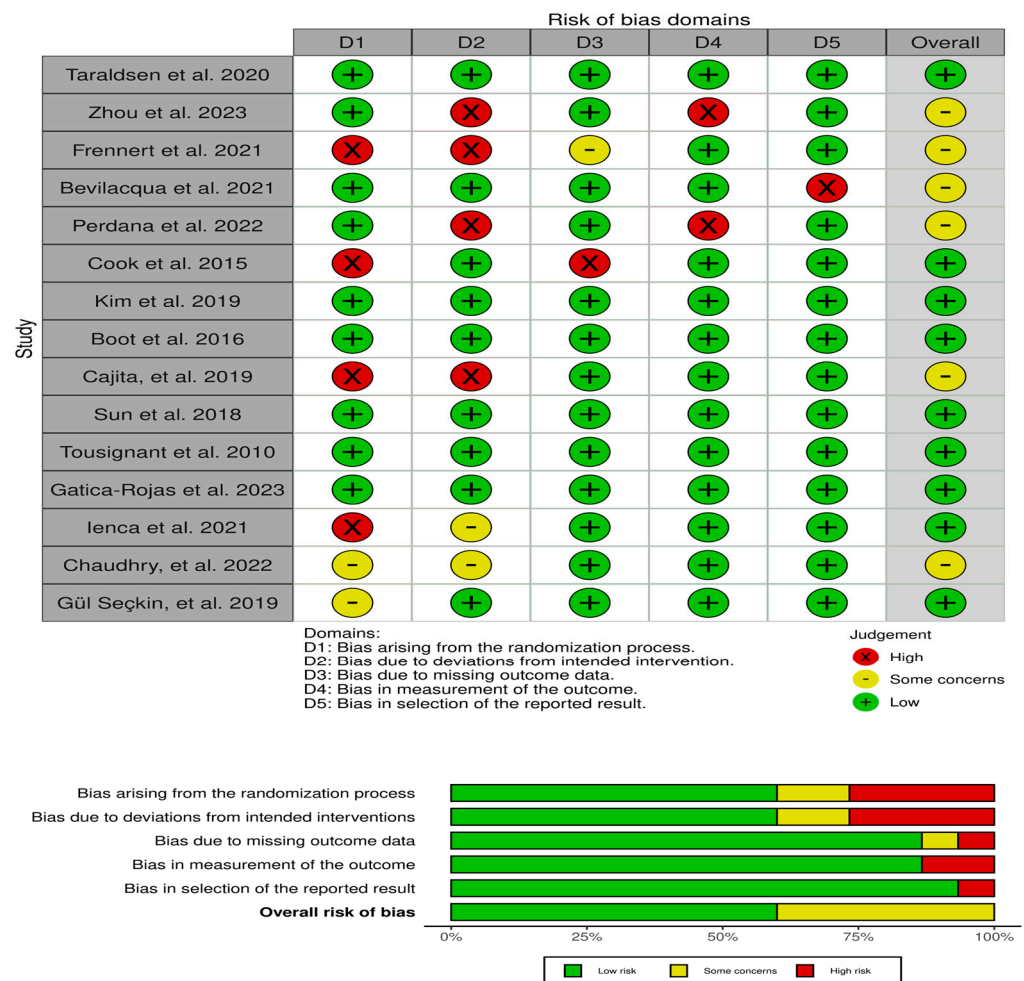 Risk of bias domains
D1 D2 D3 D4 D5 Overall
Study
Taraldsen et al. 2020 + + + + + +
Zhou et al. 2023 + X + X + -
Frennert et al. 2021 X X - + + -
Bevilacqua et al. 2021 + + + + X -
Perdana et al. 2022 + X + X + -
Cook et al. 2015 X + X + + +
Kim et al. 2019 + + + + + +
Boot et al. 2016 + + + + + +
Cajita, et al. 2019 X X + + + -
Sun et al. 2018 + + + + + +
Tousignant et al. 2010 + + + + + +
Gatica-Rojas et al. 2023 + + + + + +
Ienca et al. 2021 X - + + + +
Chaudhry, et al. 2022 - - + + + -
Gül Seçkin, et al. 2019 - + + + + +
Domains:
D1: Bias arising from the randomization process.
D2: Bias due to deviations from intended intervention.
D3: Bias due to missing outcome data.
D4: Bias in measurement of the outcome.
D5: Bias in selection of the reported result.
Judgement
X High
- Some concerns
+ Low
Bias arising from the randomization process
Bias due to deviations from intended interventions
Bias due to missing outcome data
Bias in measurement of the outcome
Bias in selection of the reported result
Overall risk of bias
0% 25% 50% 75% 100%
Low risk Some concerns High risk